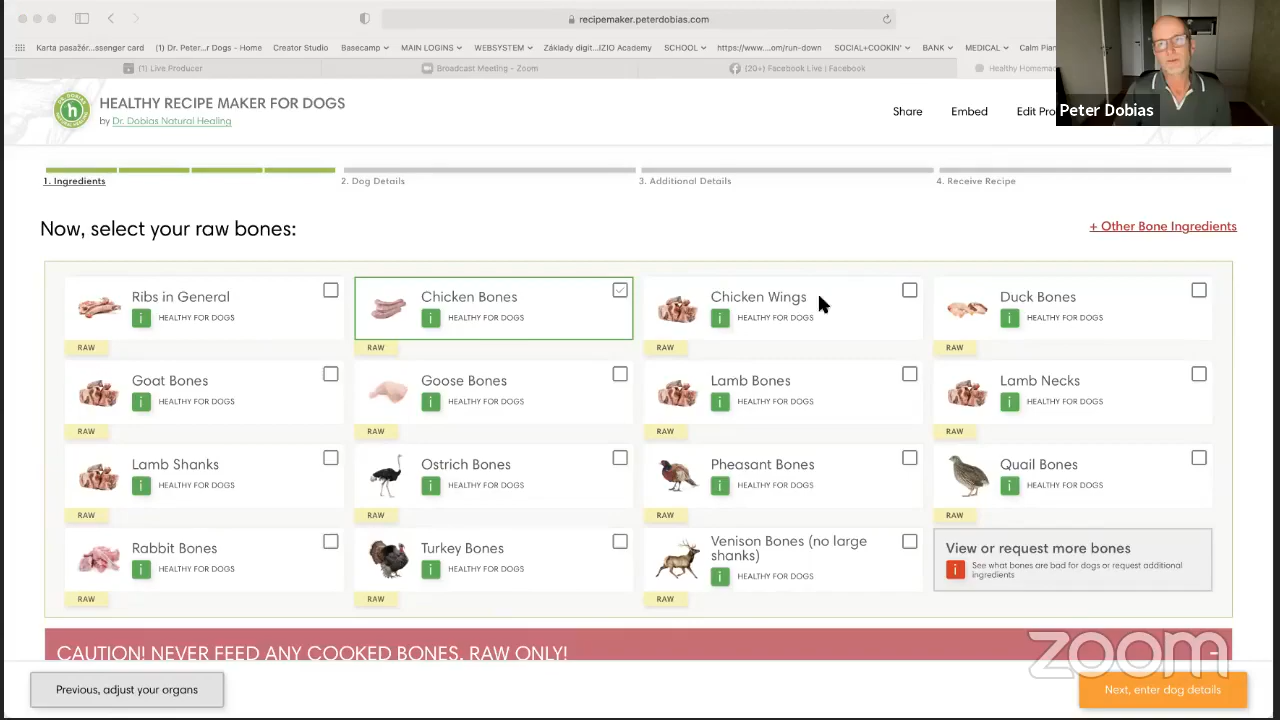 recipemaker.peterdobias.com
Karta pasažér...ssenger card (1) Dr. Peter...r Dogs - Home Creator Studio Basecamp MAIN LOGINS WEBSYSTEM Základy digit...IZIO Academy SCHOOL https://www....om/run-down SOCIAL+COOKIN' BANK MEDICAL Calm Plan
(1) Live Producer Broadcast Meeting - Zoom (20+) Facebook Live | Facebook Healthy Homema
HEALTHY RECIPE MAKER FOR DOGS
by Dr. Dobias Natural Healing
Share Embed Edit Pro
Peter Dobias
1. Ingredients 2. Dog Details 3. Additional Details 4. Receive Recipe
Now, select your raw bones:
+ Other Bone Ingredients
Ribs in General Chicken Bones Chicken Wings Duck Bones
i HEALTHY FOR DOGS i HEALTHY FOR DOGS i HEALTHY FOR DOGS i HEALTHY FOR DOGS
RAW RAW RAW RAW
Goat Bones Goose Bones Lamb Bones Lamb Necks
i HEALTHY FOR DOGS i HEALTHY FOR DOGS i HEALTHY FOR DOGS i HEALTHY FOR DOGS
RAW RAW RAW RAW
Lamb Shanks Ostrich Bones Pheasant Bones Quail Bones
i HEALTHY FOR DOGS i HEALTHY FOR DOGS i HEALTHY FOR DOGS i HEALTHY FOR DOGS
RAW RAW RAW RAW
Rabbit Bones Turkey Bones Venison Bones (no large
shanks)
i HEALTHY FOR DOGS i HEALTHY FOR DOGS i HEALTHY FOR DOGS
RAW RAW RAW
View or request more bones
i See what bones are bad for dogs or request additional
ingredients
CAUTION! NEVER FEED ANY COOKED BONES, RAW ONLY!
zoom
Previous, adjust your organs
Next, enter dog details